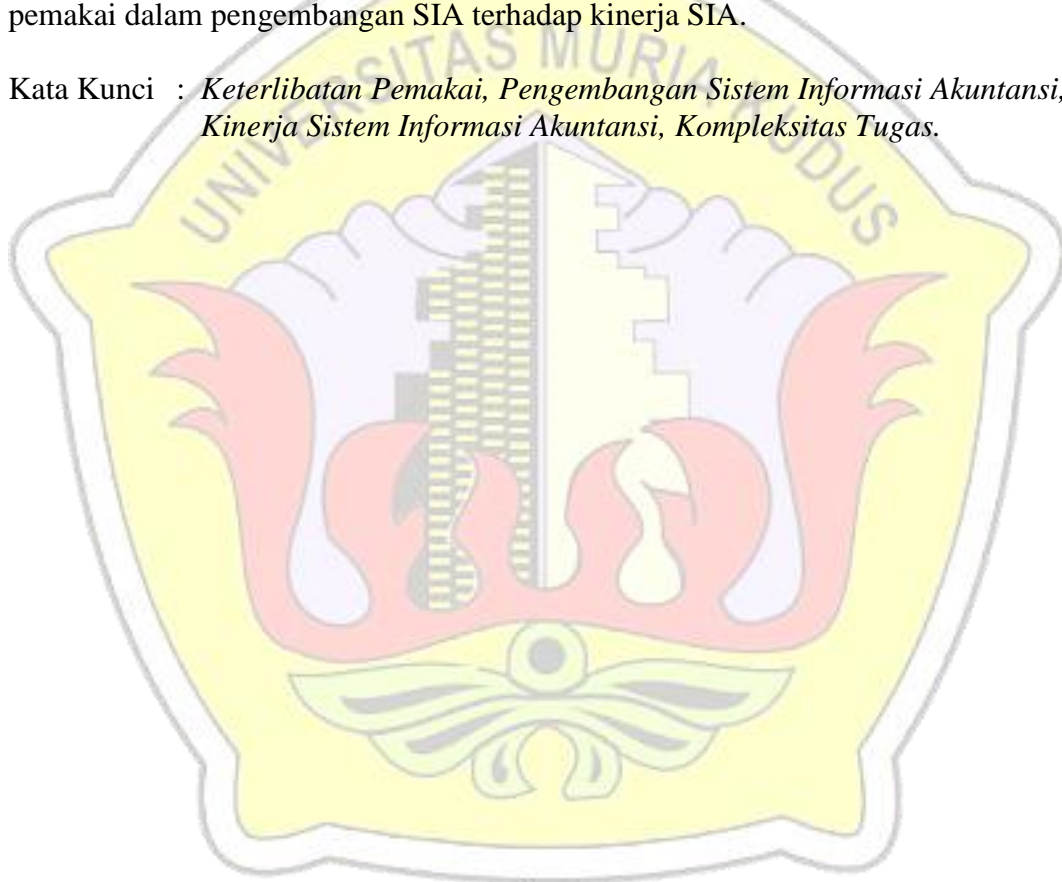 pemakai dalam pengembangan SIA terhadap kinerja SIA.
Kata Kunci : Keterlibatan Pemakai, Pengembangan Sistem Informasi Akuntansi,
Kinerja Sistem Informasi Akuntansi, Kompleksitas Tugas.
UNIVERSITAS MURIA KUDUS